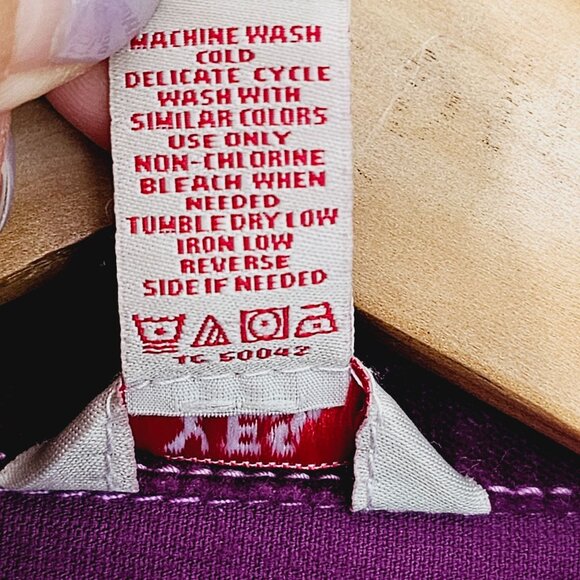 MACHINE WASH
COLD
DELICATE CYCLE
WASH WITH
SIMILAR COLORS
USE ONLY
NON-CHLORINE
BLEACH WHEN
NEEDED
TUMBLE DRY LOW
IRON LOW
REVERSE
SIDE IF NEEDED
TC 50042